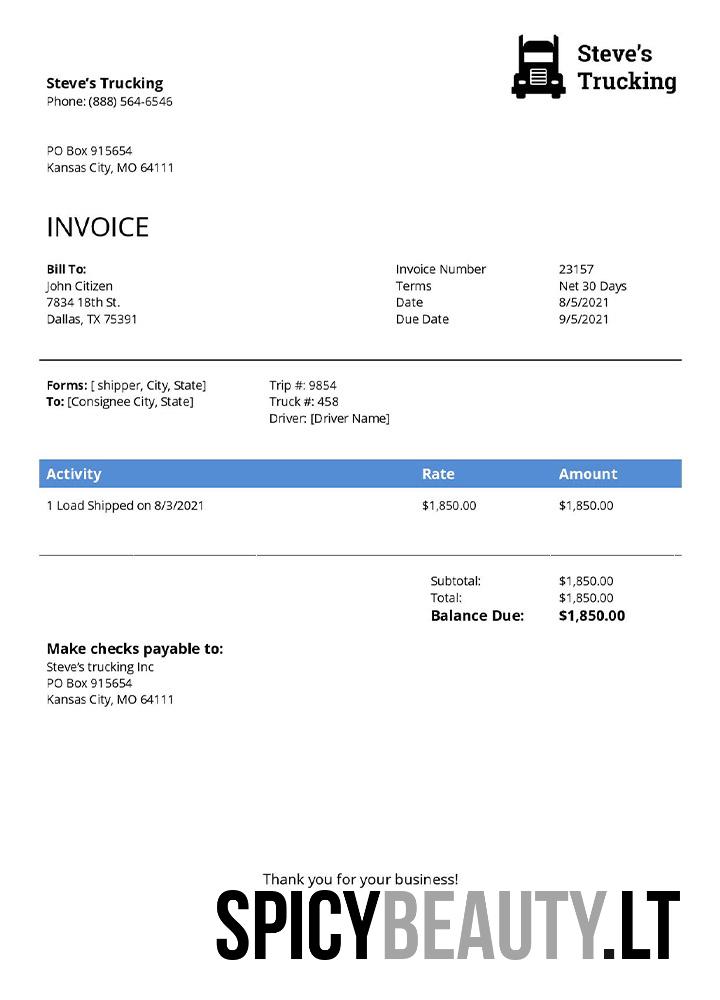 Steve's
Trucking
Steve's Trucking
Phone: (888) 564-6546
PO Box 915654
Kansas City, MO 64111
INVOICE
Bill To:
John Citizen
7834 18th St.
Dallas, TX 75391
Invoice Number 23157
Terms Net 30 Days
Date 8/5/2021
Due Date 9/5/2021
Forms: [ shipper, City, State]
To: [Consignee City, State]
Trip #: 9854
Truck #: 458
Driver: [Driver Name]
Activity Rate Amount
1 Load Shipped on 8/3/2021 $1,850.00 $1,850.00
Subtotal: $1,850.00
Total: $1,850.00
Balance Due: $1,850.00
Make checks payable to:
Steve's trucking Inc
PO Box 915654
Kansas City, MO 64111
Thank you for your business!
SPICYBEAUTY.LT